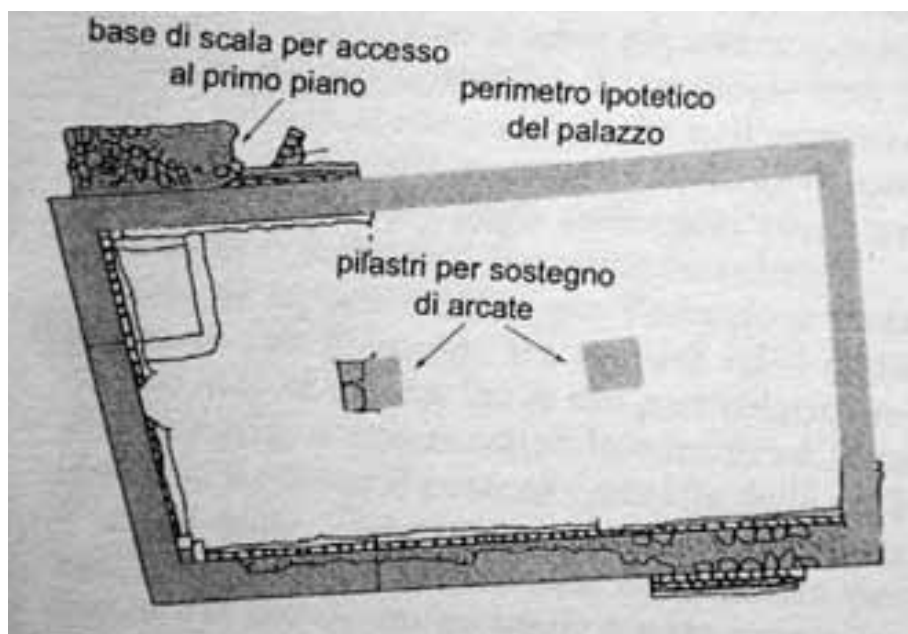 base di scala per accesso
al primo piano
perimetro ipotetico
del palazzo
pilastri per sostegno
di arcate